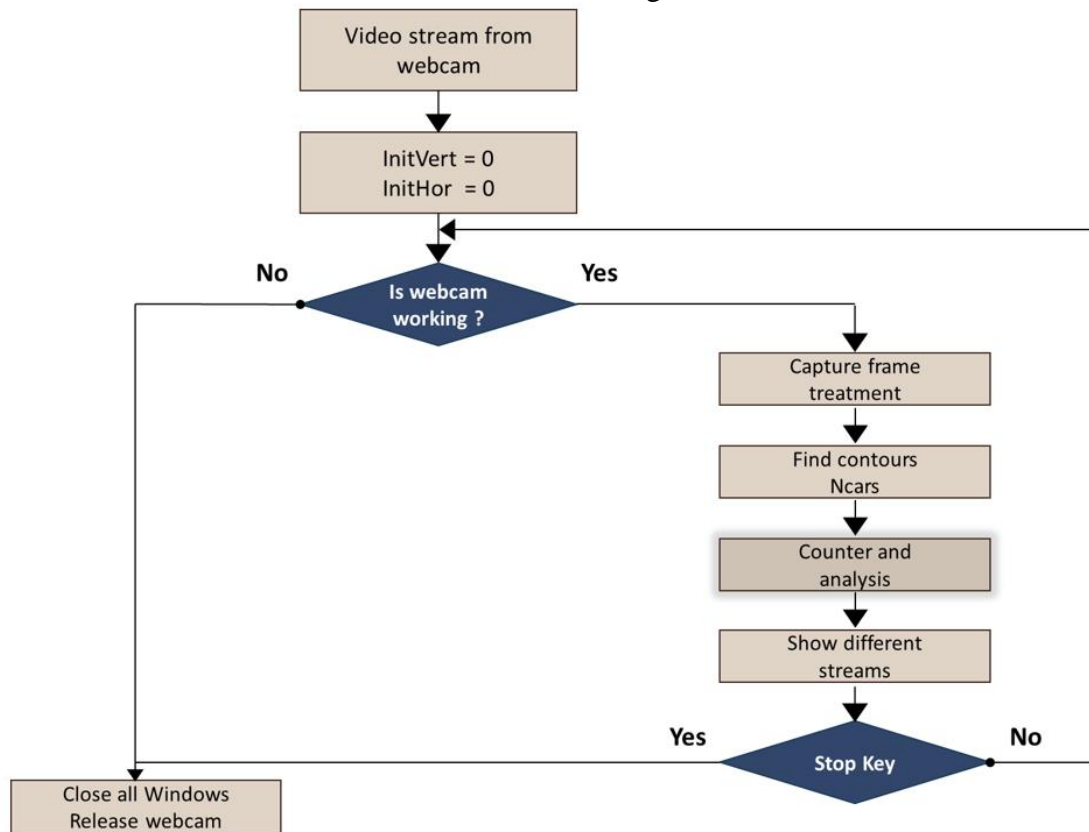 Video stream from
webcam
InitVert = 0
InitHor = 0
No
Yes
Is webcam
working ?
Capture frame
treatment
Find contours
Ncars
Counter and
analysis
Show different
streams
Yes
No
Stop Key
Close all Windows
Release webcam